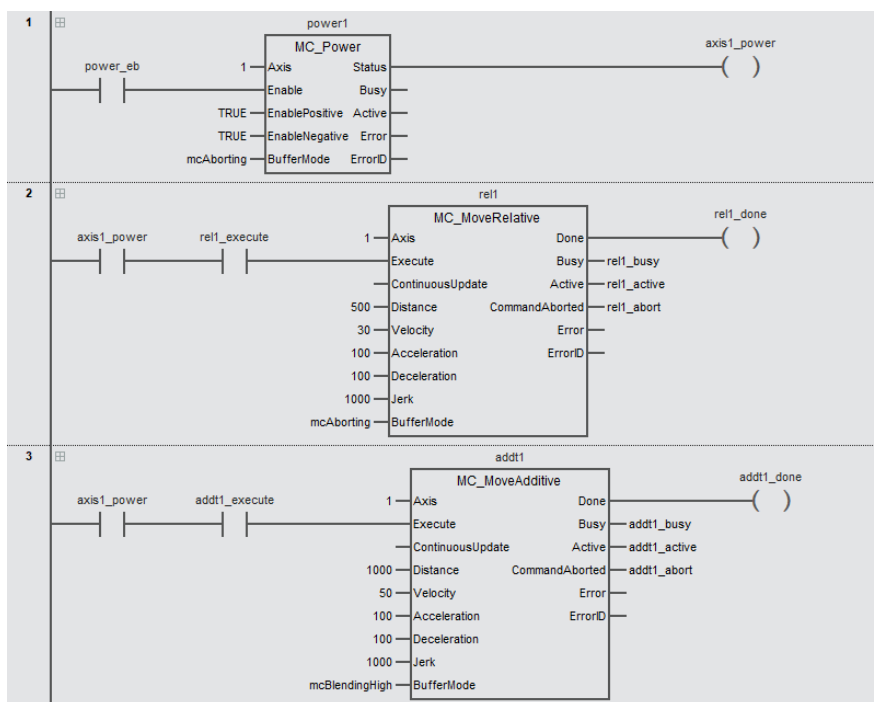 1
power1
MC_Power
axis1_power
power_eb
1 Axis Status
Enable Busy
TRUE EnablePositive Active
TRUE EnableNegative Error
mcAborting BufferMode ErrorID
2
rel1
MC_MoveRelative
rel1_done
axis1_power rel1_execute 1 Axis Done
Execute Busy rel1_busy
ContinuousUpdate Active rel1_active
500 Distance CommandAborted rel1_abort
30 Velocity Error
100 Acceleration ErrorID
100 Deceleration
1000 Jerk
mcAborting BufferMode
3
addt1
MC_MoveAdditive
addt1_done
axis1_power addt1_execute 1 Axis Done
Execute Busy addt1_busy
ContinuousUpdate Active addt1_active
1000 Distance CommandAborted addt1_abort
50 Velocity Error
100 Acceleration ErrorID
100 Deceleration
1000 Jerk
mcBlendingHigh BufferMode